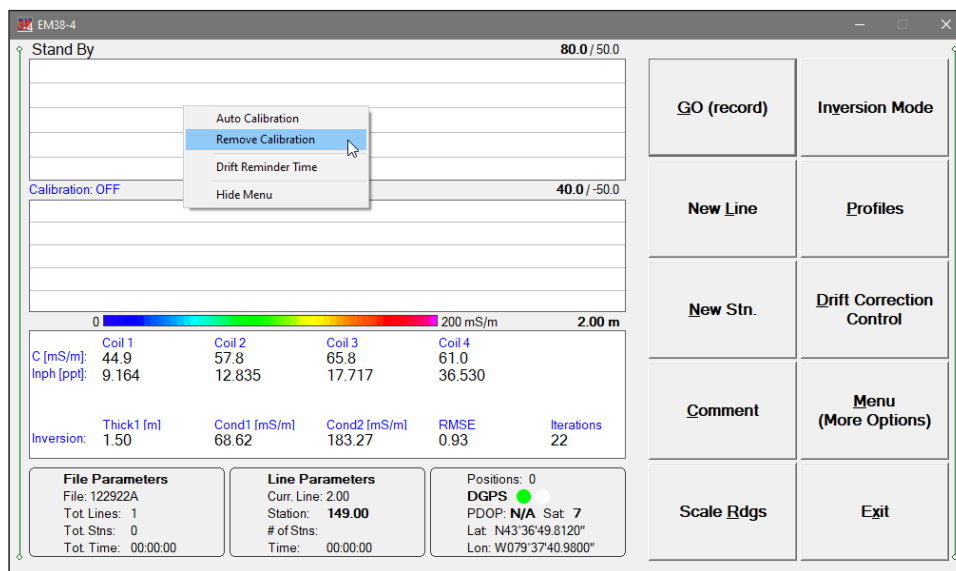 EM38-4
Stand By 80.0 / 50.0
Auto Calibration
Remove Calibration
Drift Reminder Time
Hide Menu
Calibration: OFF 40.0 / -50.0
0 200 mS/m 2.00 m
Coil 1 Coil 2 Coil 3 Coil 4
C [mS/m]: 44.9 57.8 65.8 61.0
Inph [ppt]: 9.164 12.835 17.717 36.530
Thick1 [m] Cond1 [mS/m] Cond2 [mS/m] RMSE Iterations
Inversion: 1.50 68.62 183.27 0.93 22
File Parameters
File: 122922A
Tot. Lines: 1
Tot. Stns: 0
Tot. Time: 00:00:00
Line Parameters
Curr. Line: 2.00
Station: 149.00
# of Stns:
Time: 00:00:00
Positions: 0
DGPS
PDOP: N/A Sat: 7
Lat: N43°36'49.8120"
Lon: W079°37'40.9800"
GO (record)
Inversion Mode
New Line
Profiles
New Stn.
Drift Correction
Control
Comment
Menu
(More Options)
Scale Rdgs
Exit